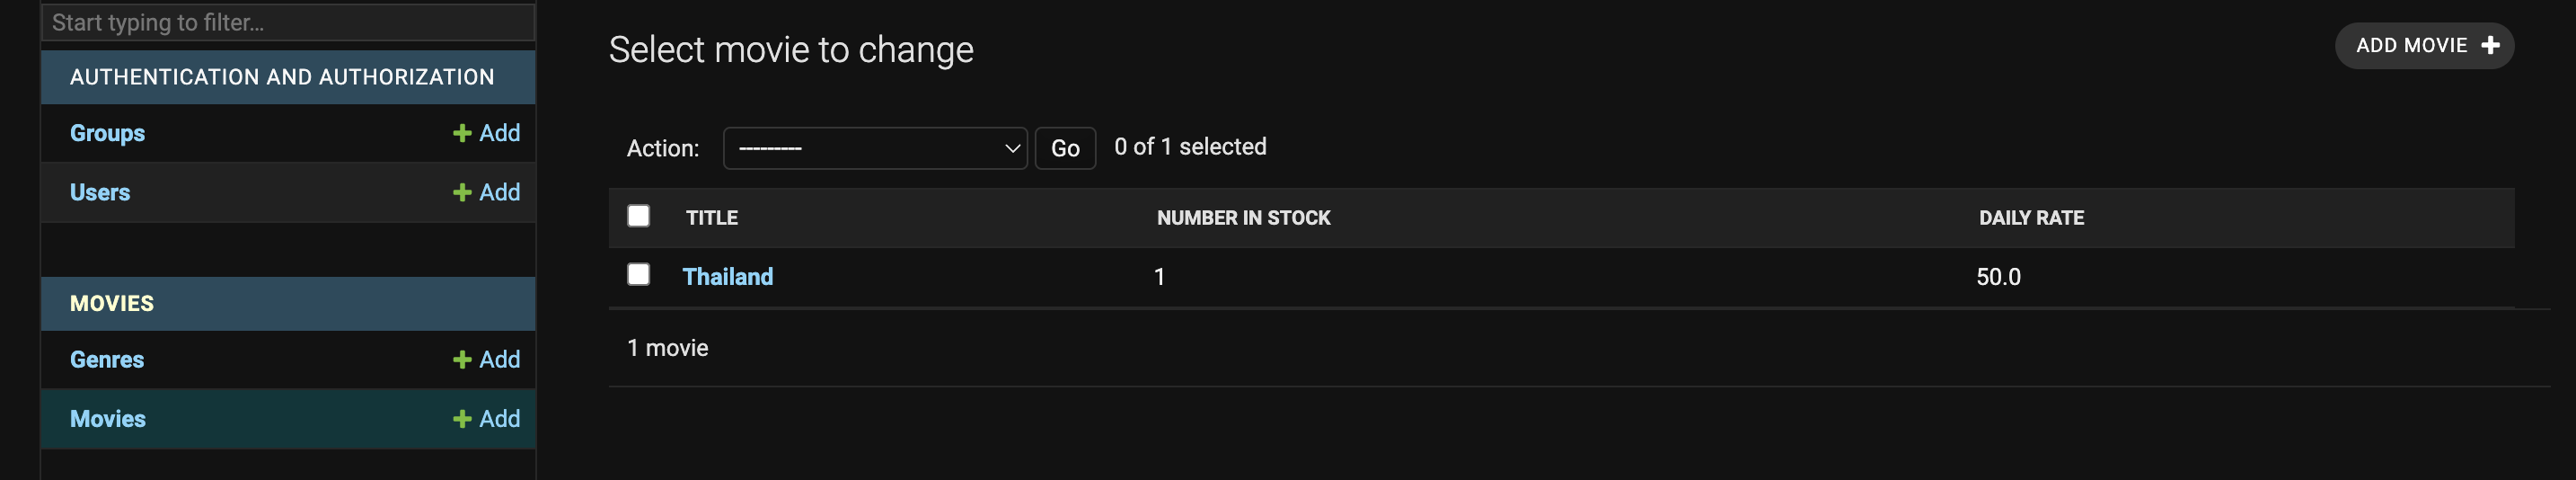 Start typing to filter...
AUTHENTICATION AND AUTHORIZATION
Groups + Add
Users + Add
MOVIES
Genres + Add
Movies + Add
Select movie to change
ADD MOVIE +
Action: --------- Go 0 of 1 selected
TITLE NUMBER IN STOCK DAILY RATE
Thailand 1 50.0
1 movie